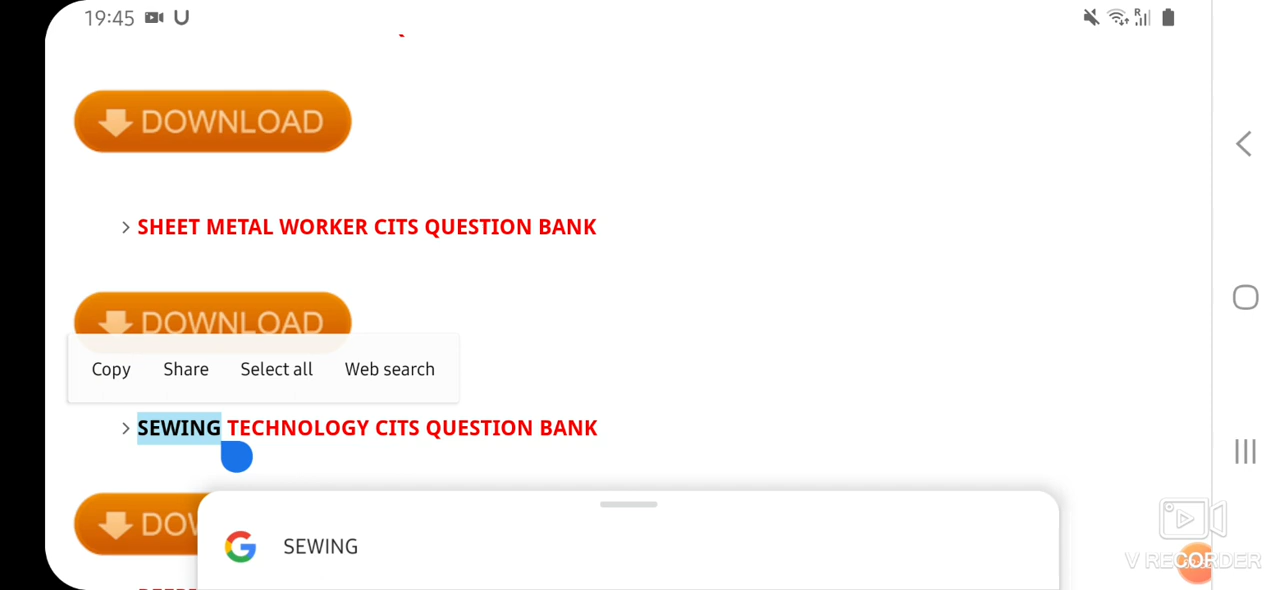 19:45
DOWNLOAD
SHEET METAL WORKER CITS QUESTION BANK
DOWNLOAD
Copy Share Select all Web search
SEWING TECHNOLOGY CITS QUESTION BANK
SEWING
V RECORDER